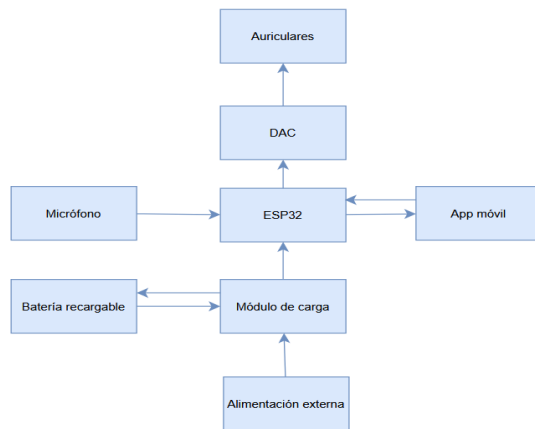 Auriculares
DAC
Micrófono
ESP32
App móvil
Batería recargable
Módulo de carga
Alimentación externa